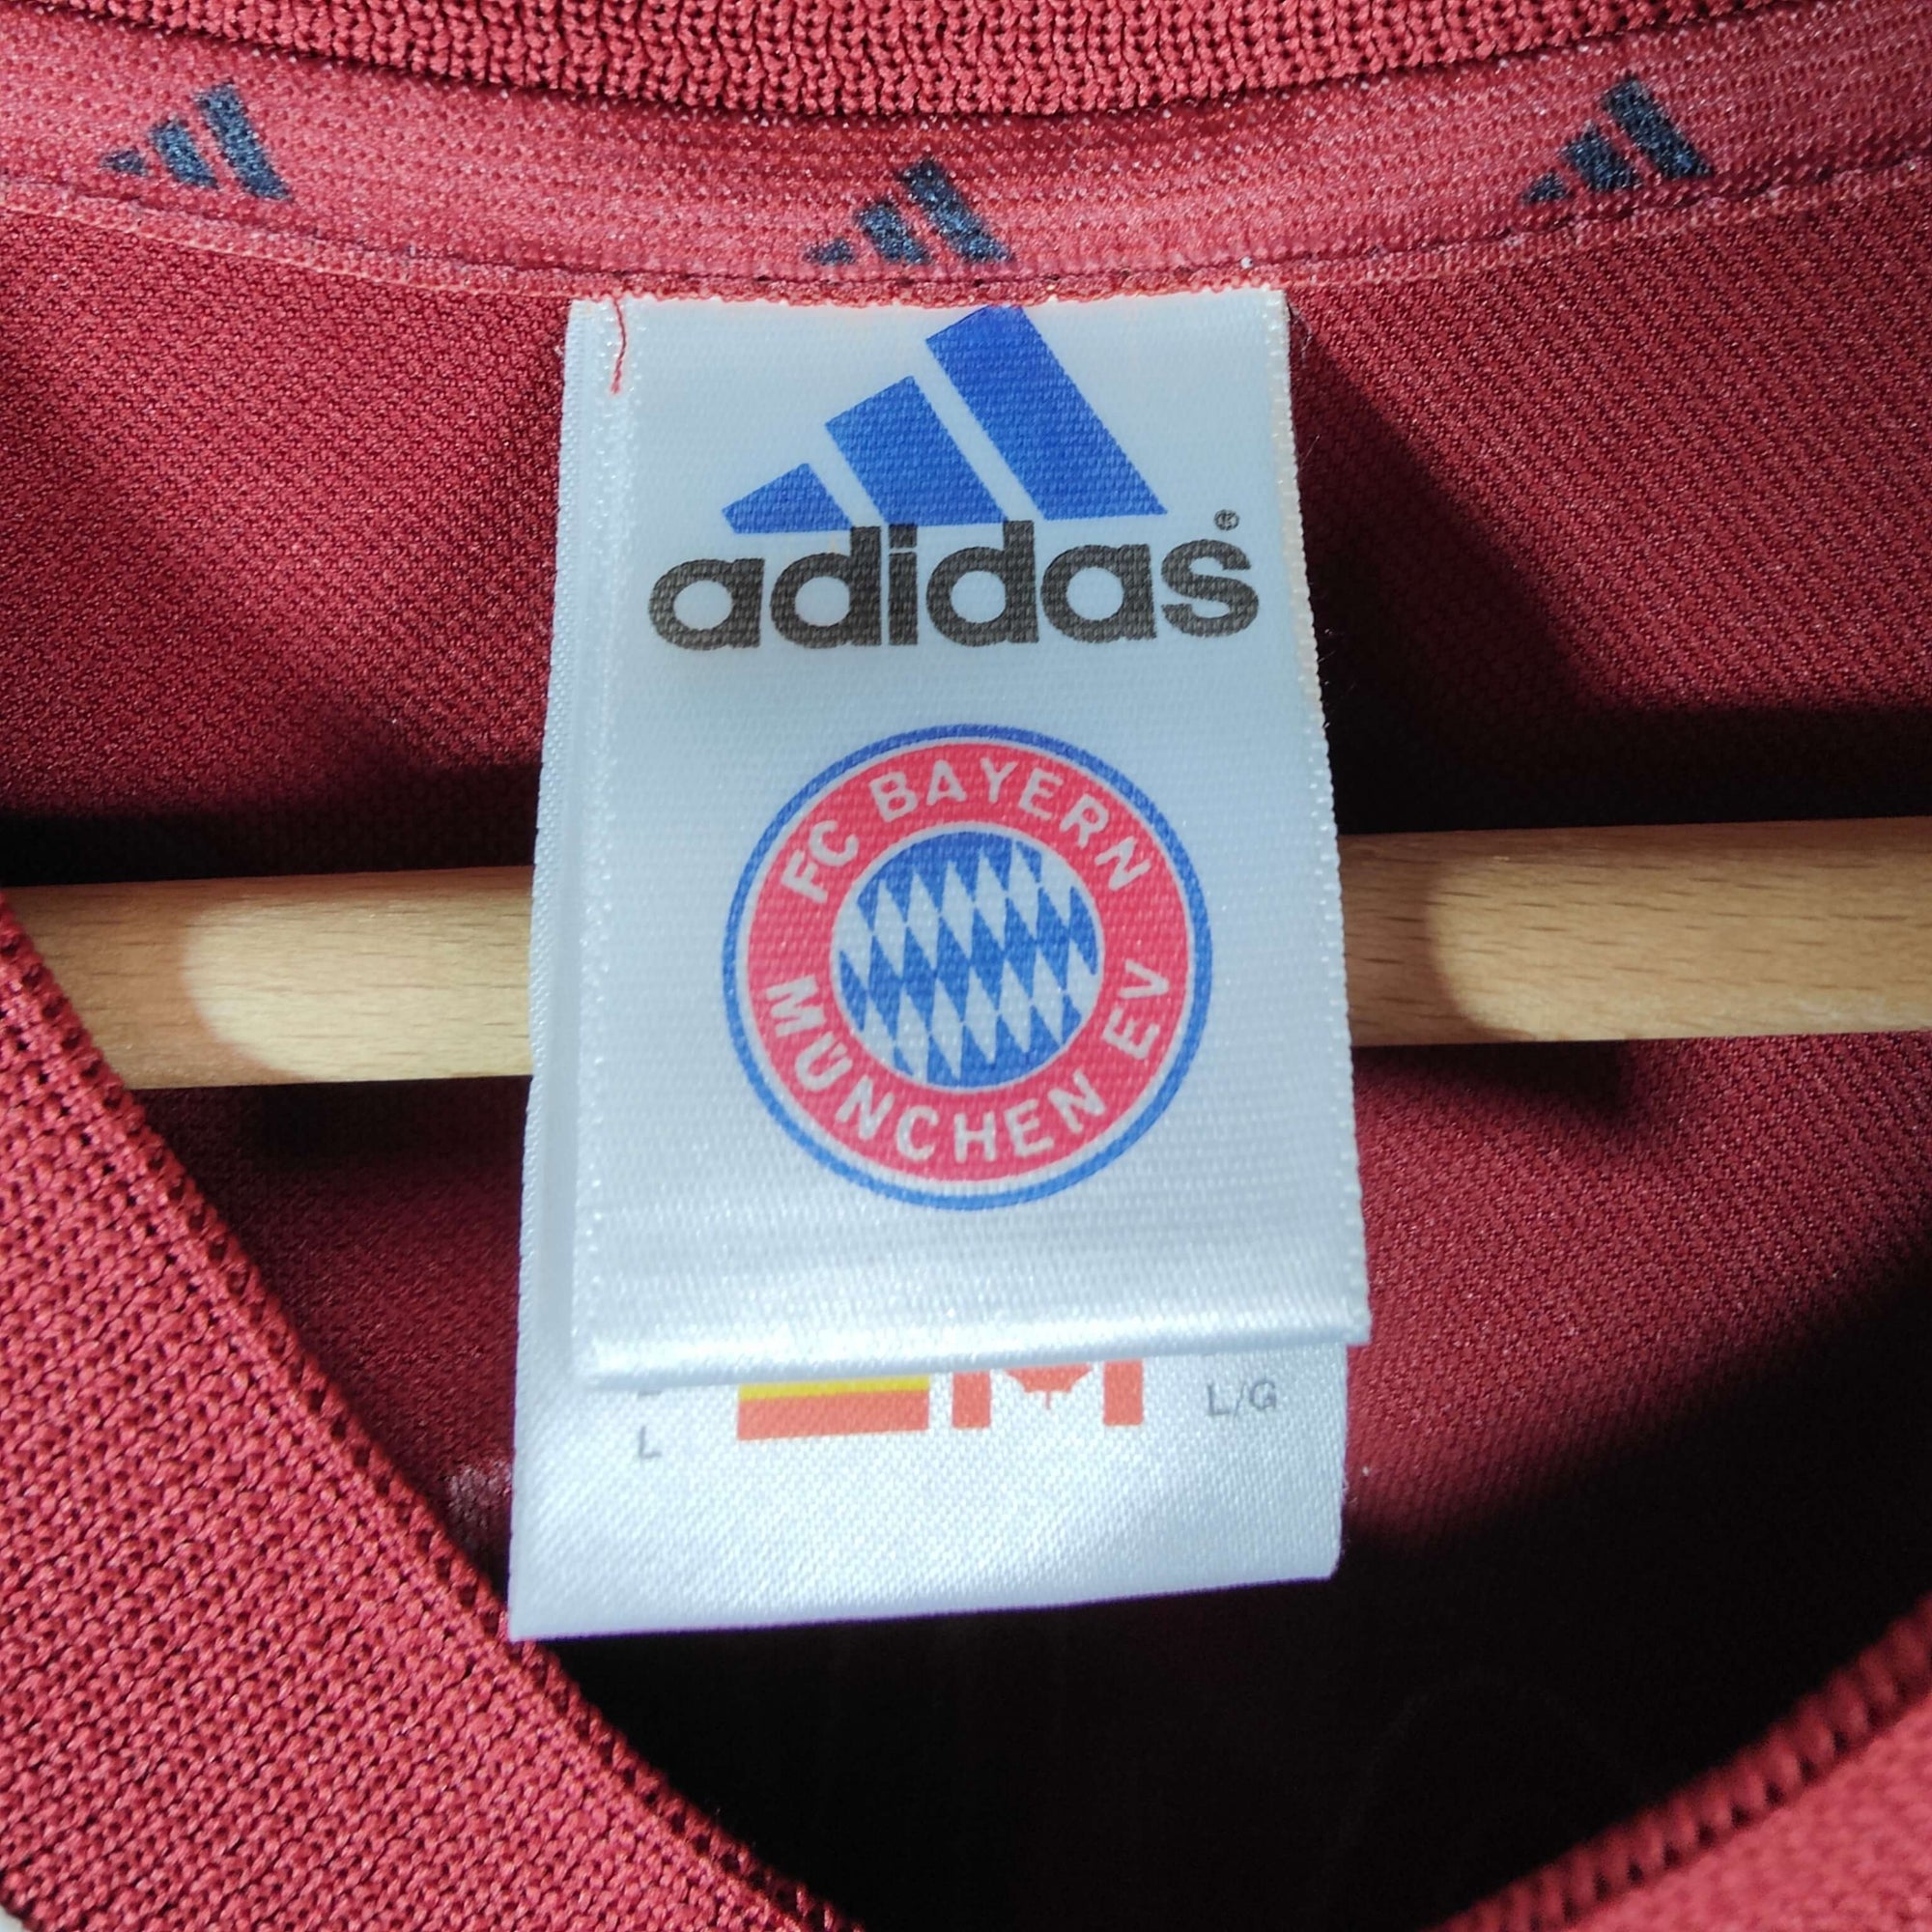 adidas®
FC BAYERN
MÜNCHEN EV
L/G
L